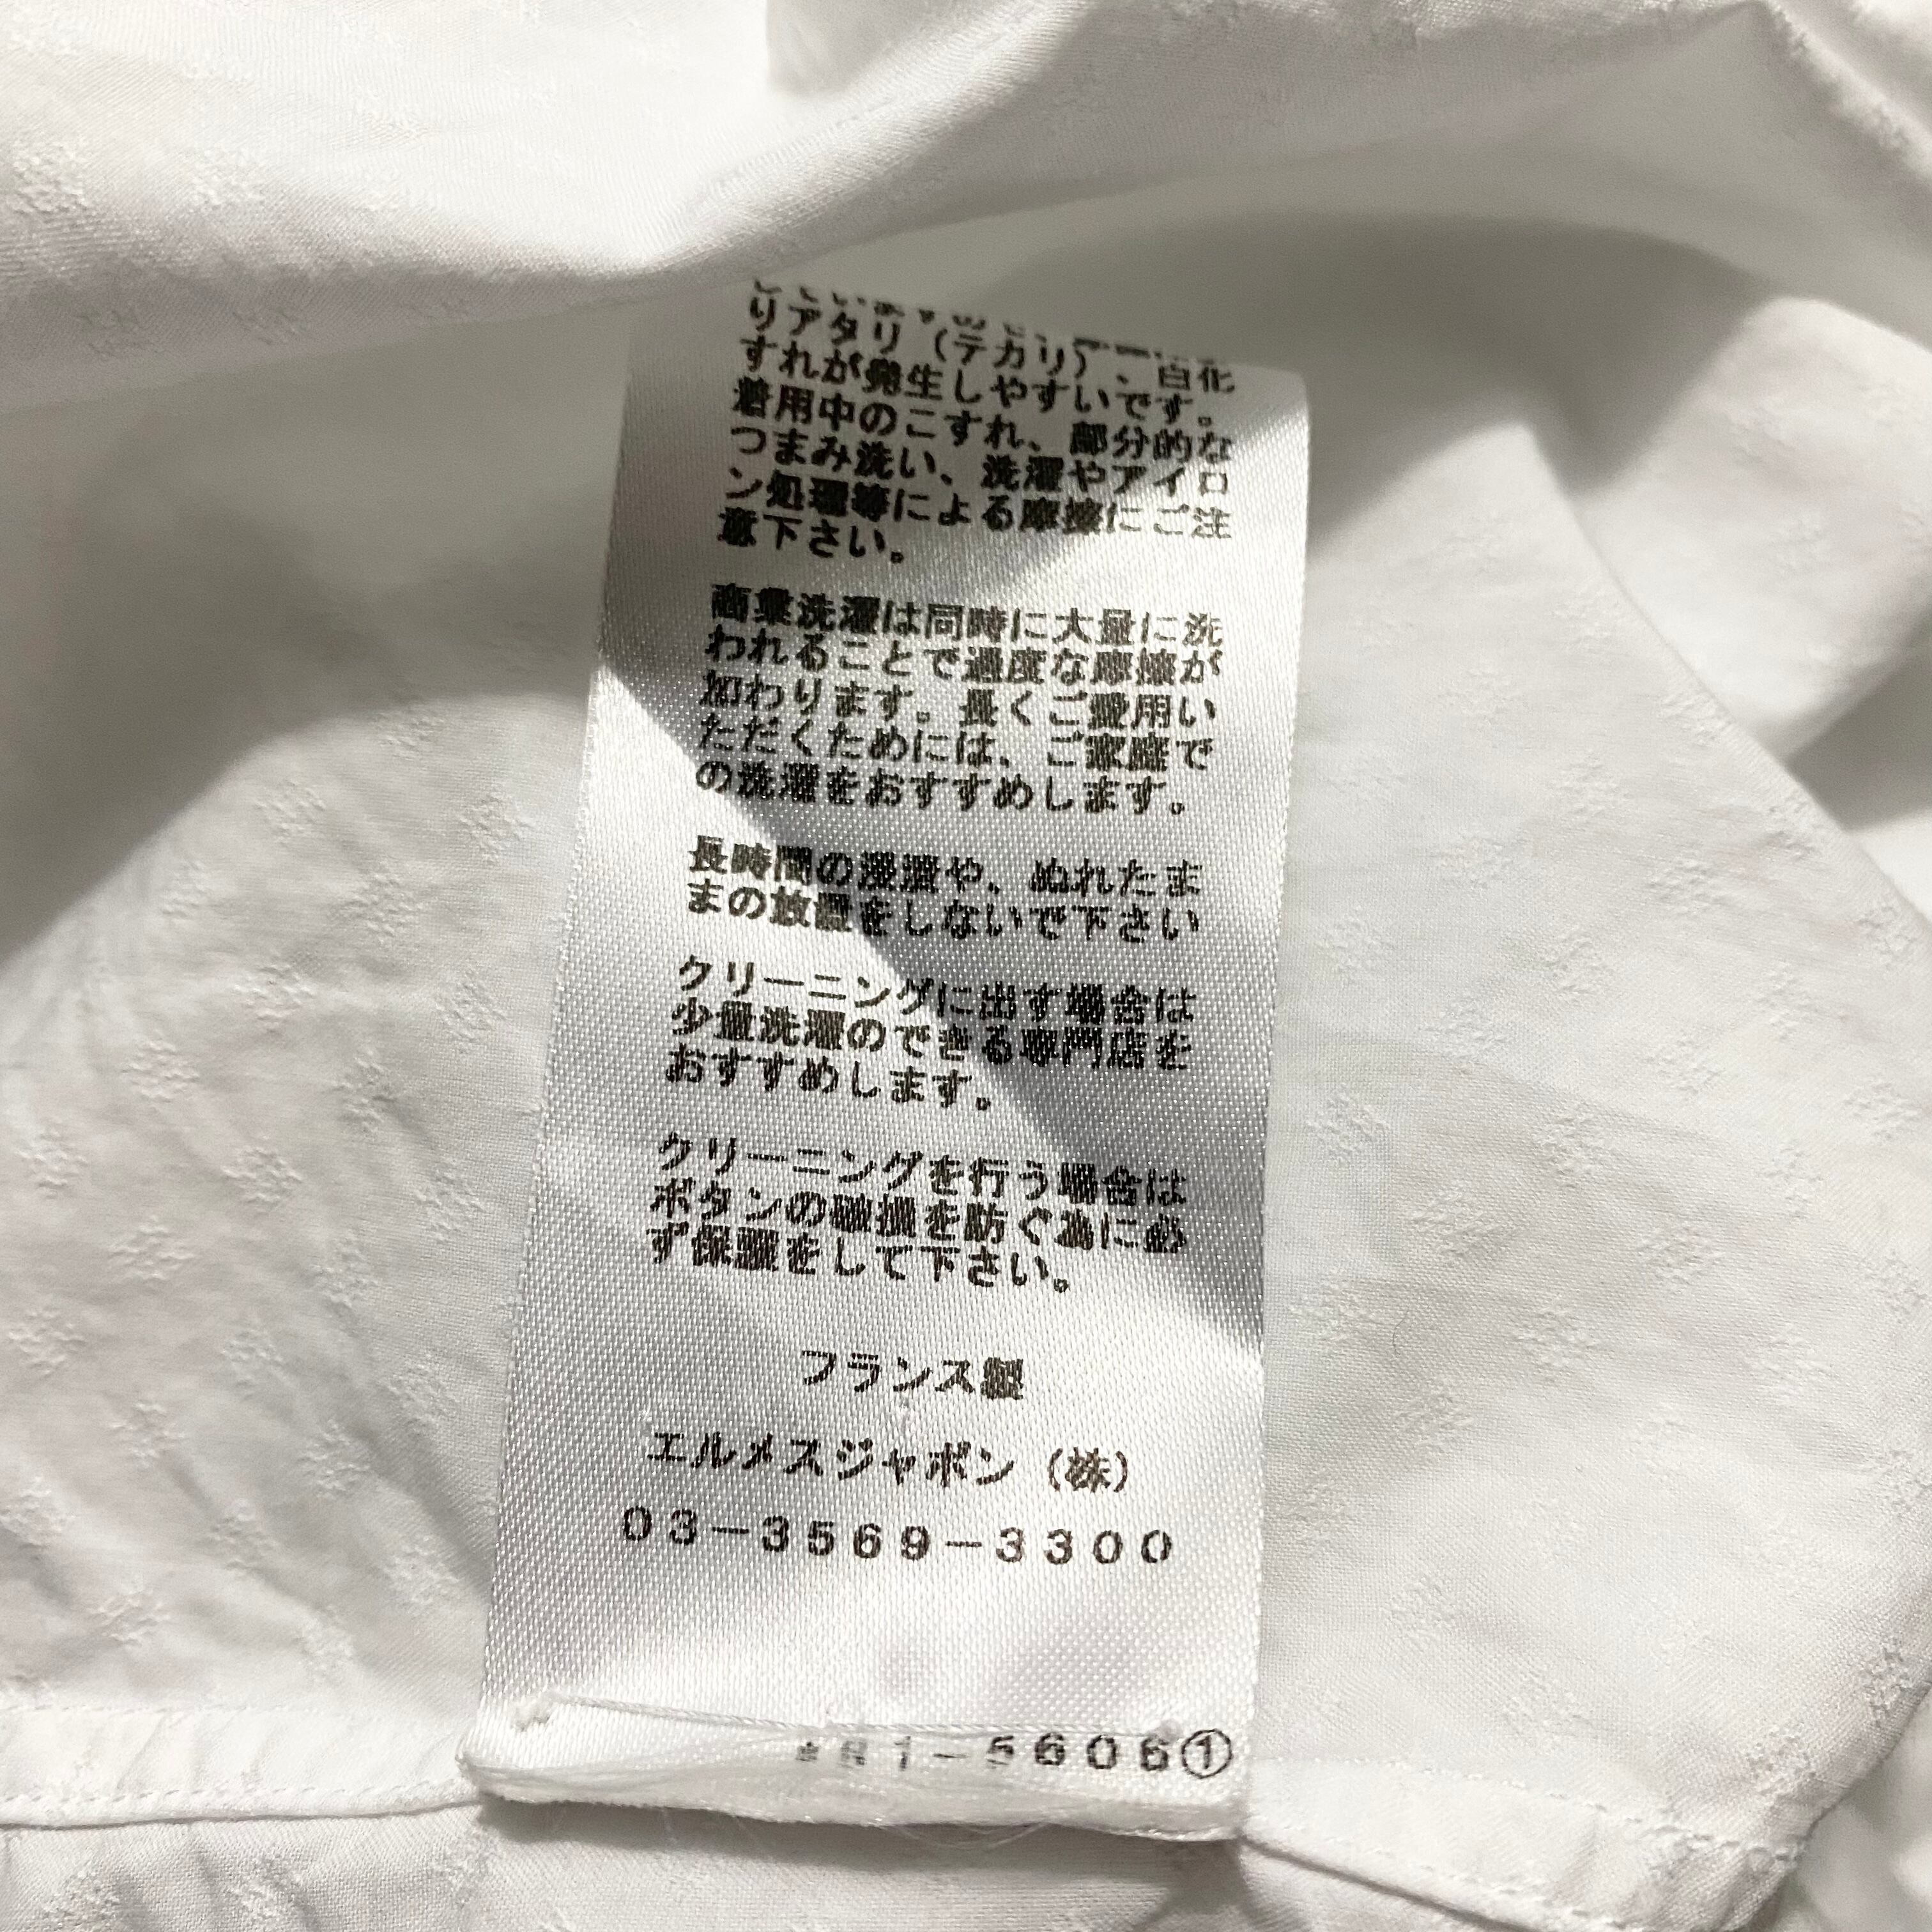 りアタリ（テカリ）、白化
すれが発生しやすいです。
着用中のこすれ、部分的な
つまみ洗い、洗濯やアイロ
ン処理等による摩擦にご注
意下さい。
商業洗濯は同時に大量に洗
われることで過度な摩擦が
加わります。長くご愛用い
ただくためには、ご家庭で
の洗濯をおすすめします。
長時間の浸漬や、ぬれたま
まの放置をしないで下さい
クリーニングに出す場合は
少量洗濯のできる専門店を
おすすめします。
クリーニングを行う場合は
ボタンの破損を防ぐ為に必
ず保護をして下さい。
フランス製
エルメスジャポン（株）
03-3569-3300
1-5606①